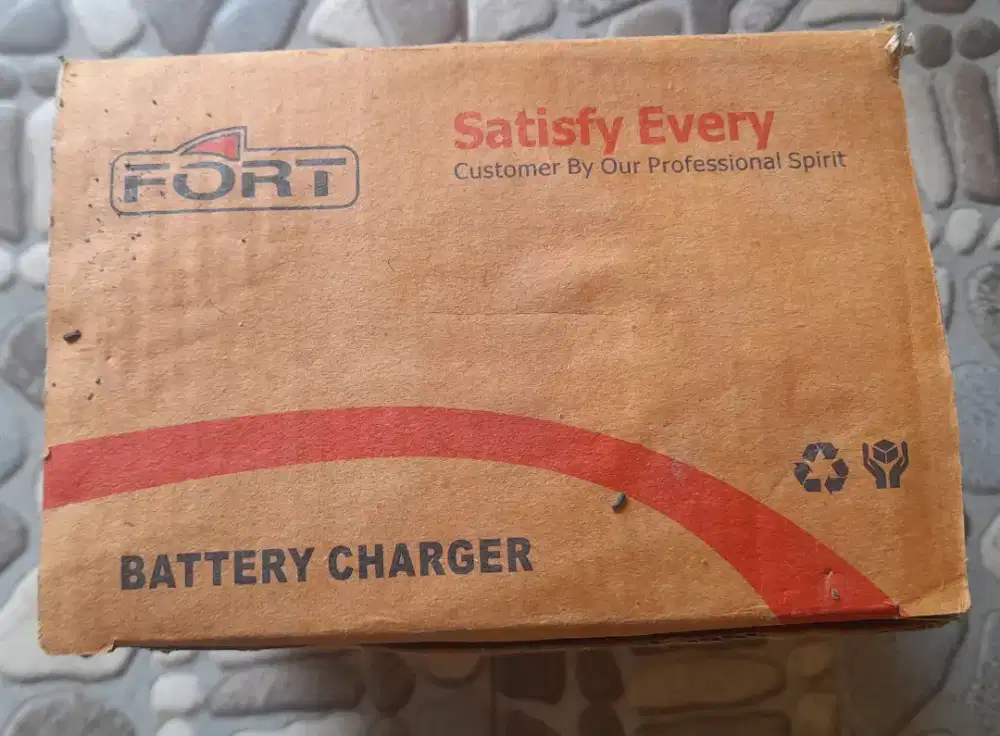 FORT
Satisfy Every
Customer By Our Professional Spirit
BATTERY CHARGER